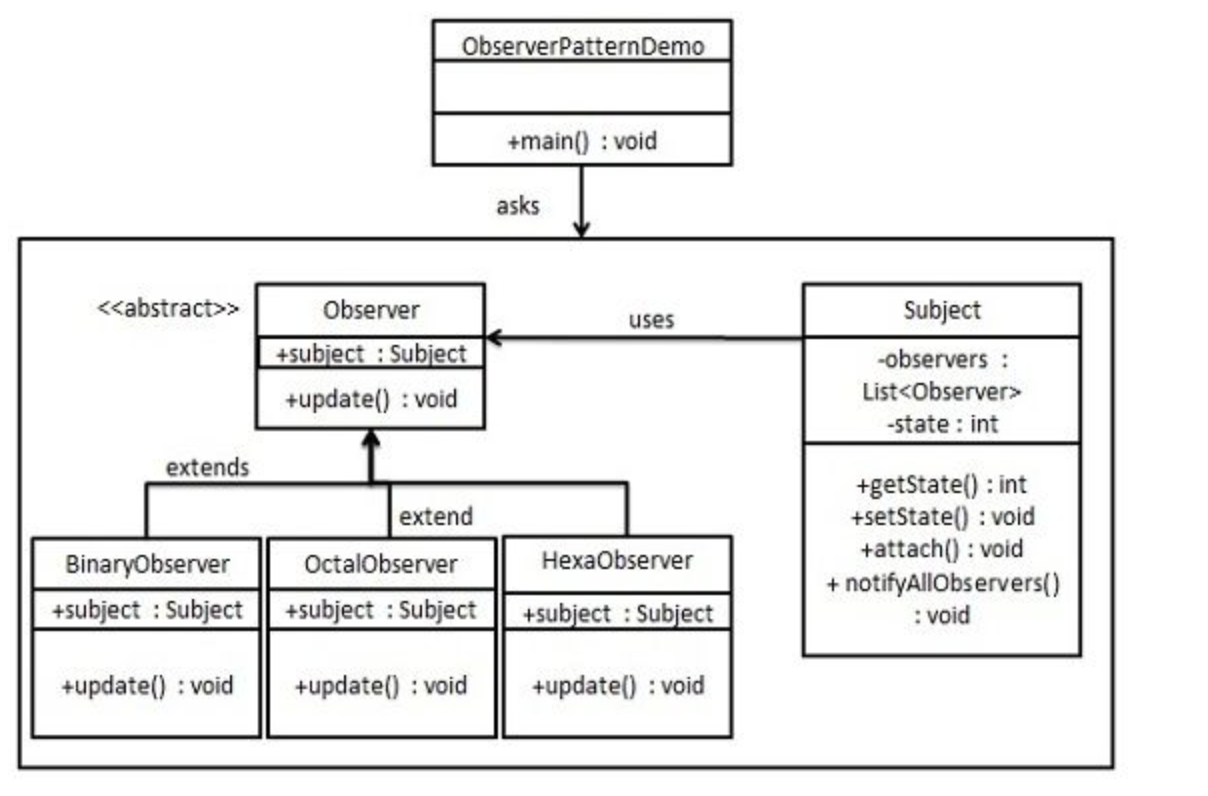 ObserverPatternDemo
+main() : void
asks
<<abstract>>
Observer
+subject : Subject
+update() : void
uses
Subject
-observers :
List<Observer>
-state : int
+getState() : int
+setState() : void
+attach() : void
+ notifyAllObservers()
: void
extends
extend
BinaryObserver
+subject : Subject
+update() : void
OctalObserver
+subject : Subject
+update() : void
HexaObserver
+subject : Subject
+update() : void